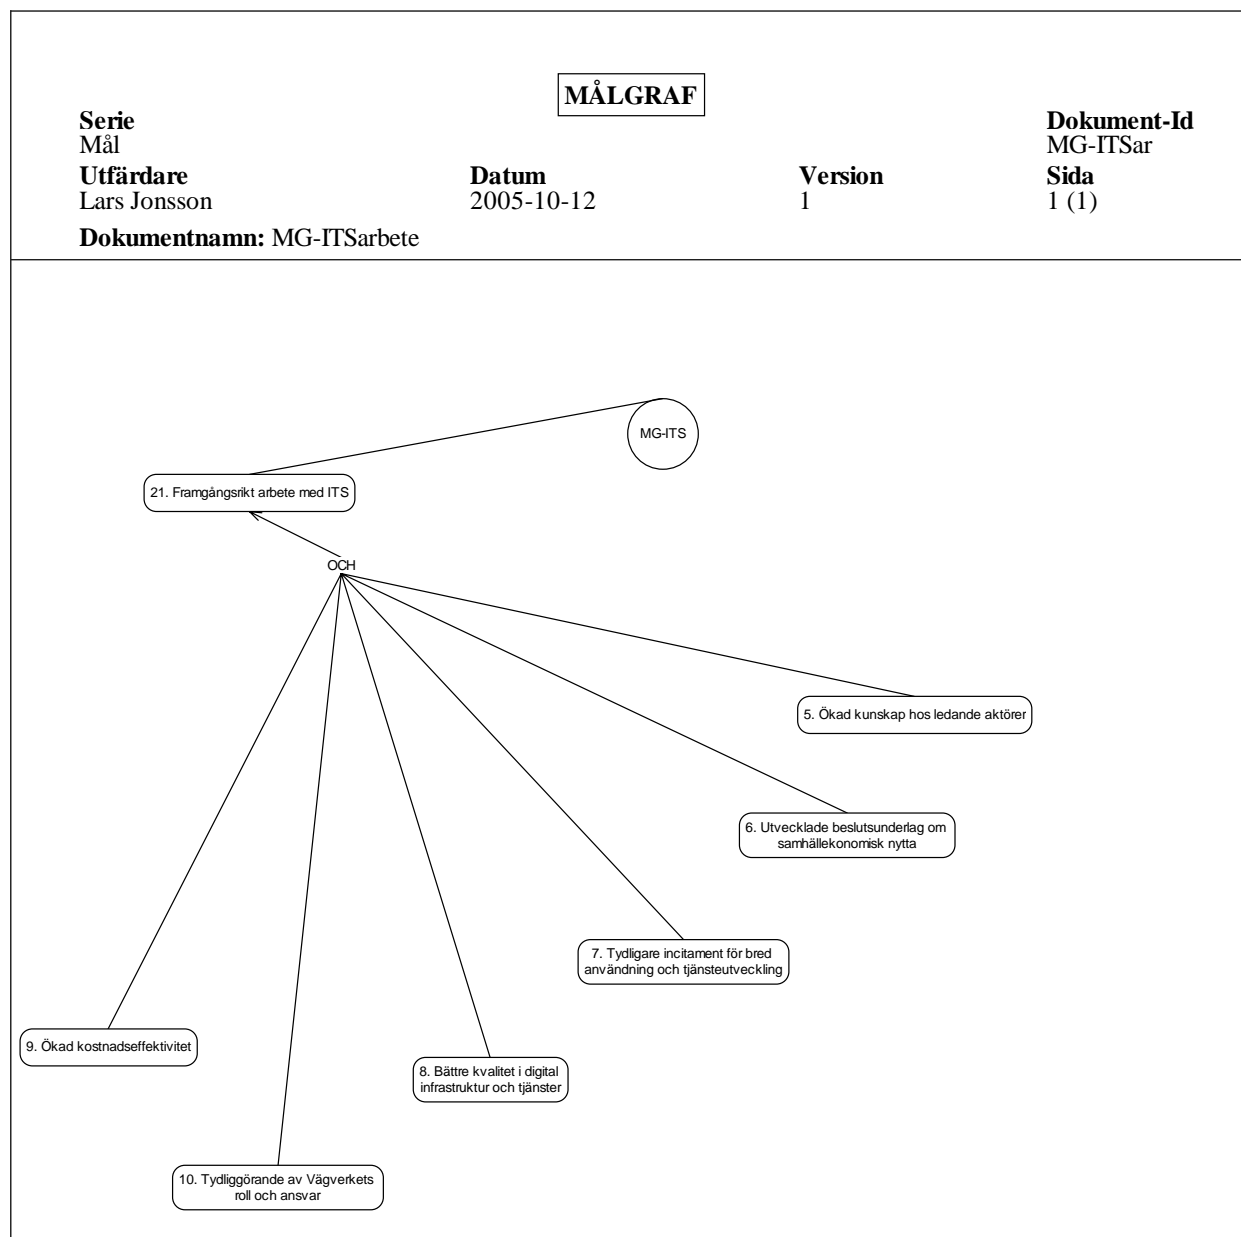 MÅLGRAF
Serie
Mål
Dokument-Id
MG-ITSar
Utfärdare
Lars Jonsson
Datum
2005-10-12
Version
1
Sida
1 (1)
Dokumentnamn: MG-ITSarbete
MG-ITS
21. Framgångsrikt arbete med ITS
OCH
5. Ökad kunskap hos ledande aktörer
6. Utvecklade beslutsunderlag om
samhällekonomisk nytta
7. Tydligare incitament för bred
användning och tjänsteutveckling
9. Ökad kostnadseffektivitet
8. Bättre kvalitet i digital
infrastruktur och tjänster
10. Tydliggörande av Vägverkets
roll och ansvar